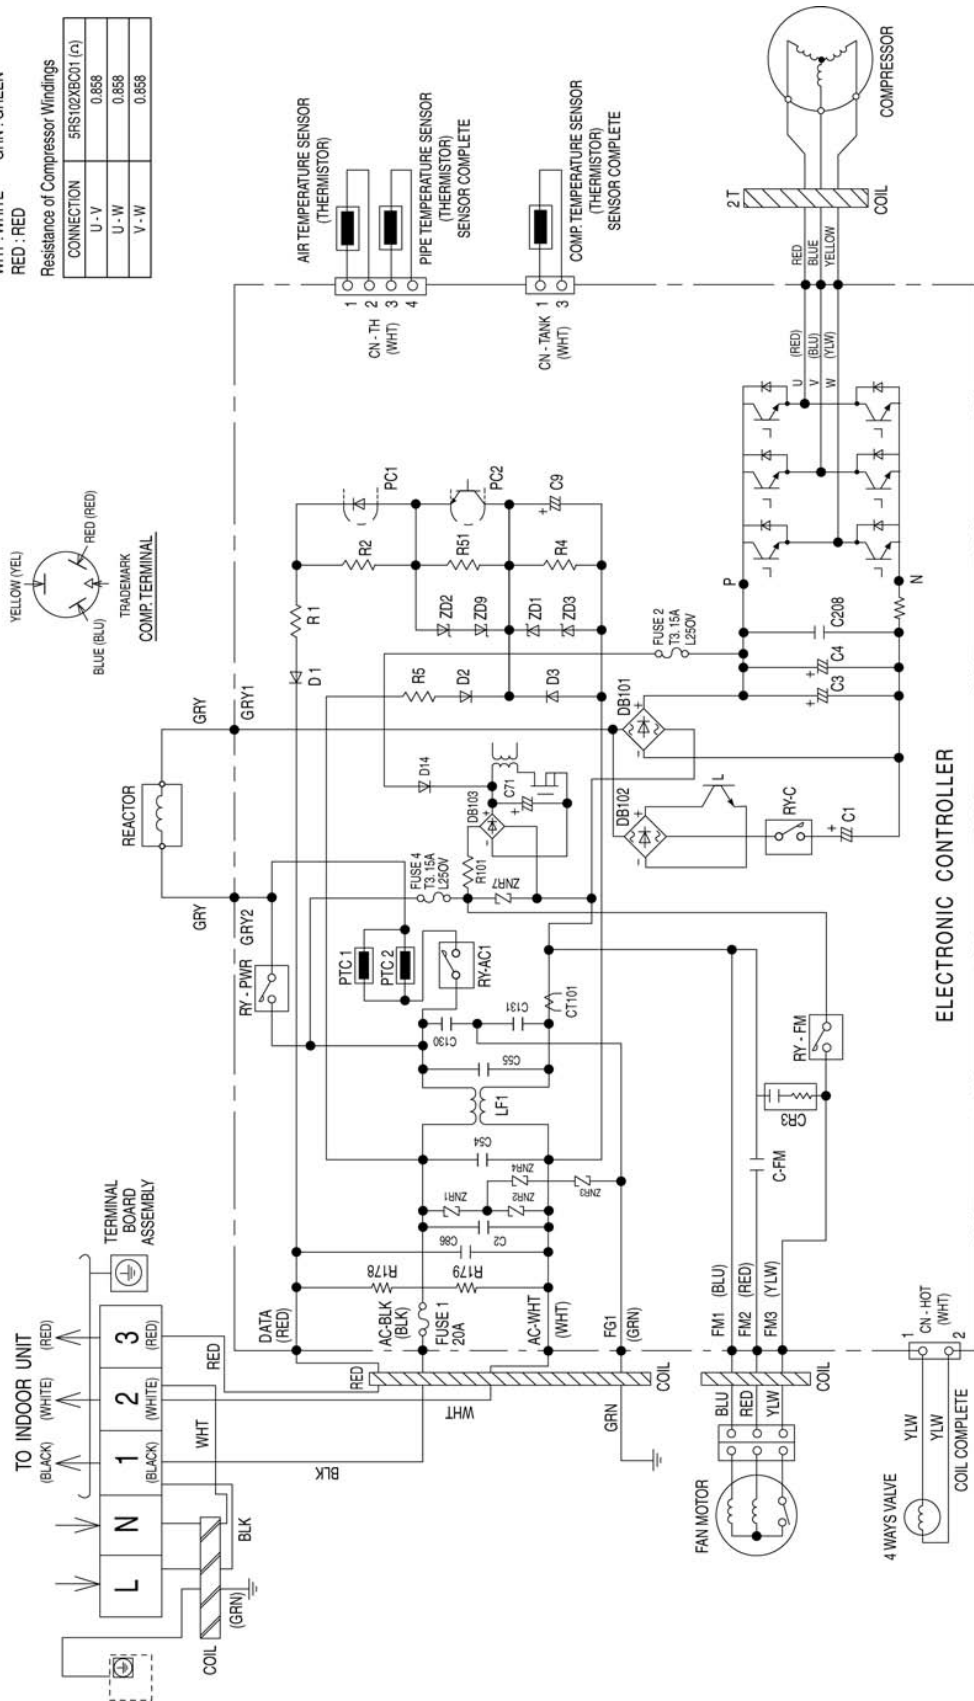 RED : RED
Resistance of Compressor Windings
CONNECTION 5RS102XBC01 (Ω)
U - V 0.858
U - W 0.858
V - W 0.858
YELLOW (YEL)
RED (RED)
BLUE (BLU)
TRADEMARK
COMP. TERMINAL
TO INDOOR UNIT
(BLACK) (WHITE) (RED)
L N 1 2 3
(BLACK) (WHITE) (RED)
TERMINAL
BOARD
ASSEMBLY
COIL
(GRN)
BLK
WHT
RED
BLK
WHT
RED
GRN
COIL
DATA
(RED)
AC-BLK
(BLK)
FUSE 1
20A
AC-WHT
(WHT)
FG1
(GRN)
R178
R179
C86
C2
ZNR1
ZNR2
ZNR4
ZNR3
C54
LF1
C55
C130
C131
CT101
RY - PWR
GRY2
GRY
REACTOR
GRY
GRY1
PTC 1
PTC 2
RY-AC1
FUSE 4
T3. 15A
L250V
ZNR7
R101
DB103
C71
D14
D1
R1
R5
D2
D3
ZD2
ZD9
ZD1
ZD3
R2
R51
R4
PC1
PC2
C9
FUSE 2
T3. 15A
L250V
DB101
DB102
L
RY-C
C1
C3
C4
C208
P
N
U (RED)
V (BLU)
W (YLW)
RED
BLUE
YELLOW
2 T
COIL
COMPRESSOR
AIR TEMPERATURE SENSOR
(THERMISTOR)
1
2
3
4
CN - TH
(WHT)
PIPE TEMPERATURE SENSOR
(THERMISTOR)
SENSOR COMPLETE
1
3
CN - TANK
(WHT)
COMP. TEMPERATURE SENSOR
(THERMISTOR)
SENSOR COMPLETE
FAN MOTOR
BLU
RED
YLW
COIL
FM1 (BLU)
FM2 (RED)
FM3 (YLW)
C-FM
CR3
RY - FM
4 WAYS VALVE
YLW
YLW
COIL COMPLETE
1
2
CN - HOT
(WHT)
ELECTRONIC CONTROLLER